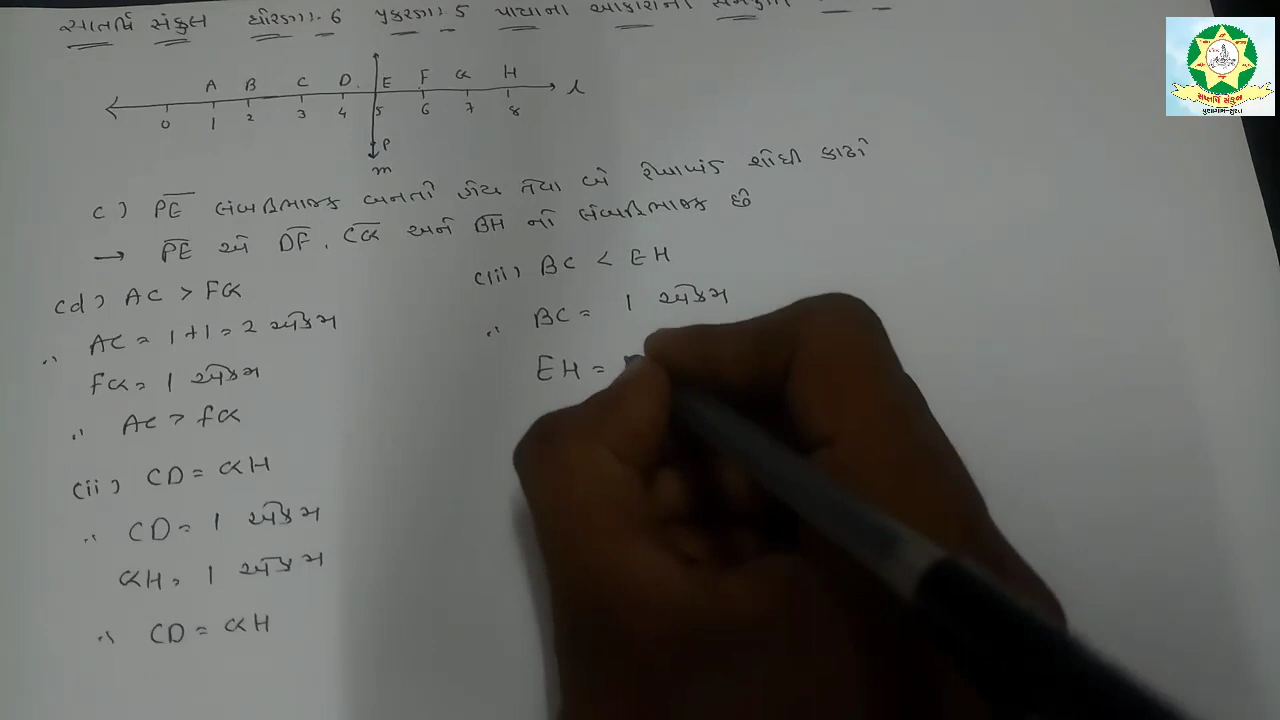 સાતર્ષિ સંકુલ ધોરણ:- 6 પ્રકરણ:- 5 પાયાના આકારોની સમજૂતી
A B C D E F G H l
0 1 2 3 4 5 6 7 8
P
m
c) PE લંબદ્વિભાજક બનતો હોય તેવા બે રેખાખંડ શોધી કાઢો
→ PE એ DF, CG અને BH નો લંબદ્વિભાજક છે
cd) AC > FG
∴ AC = 1+1 = 2 એકમ
FG = 1 એકમ
∴ AC > FG
(ii) CD = GH
∴ CD = 1 એકમ
GH = 1 એકમ
∴ CD = GH
(iii) BC < EH
∴ BC = 1 એકમ
EH =
સાતર્ષિ સંકુલ
પુણાગામ-સુરત